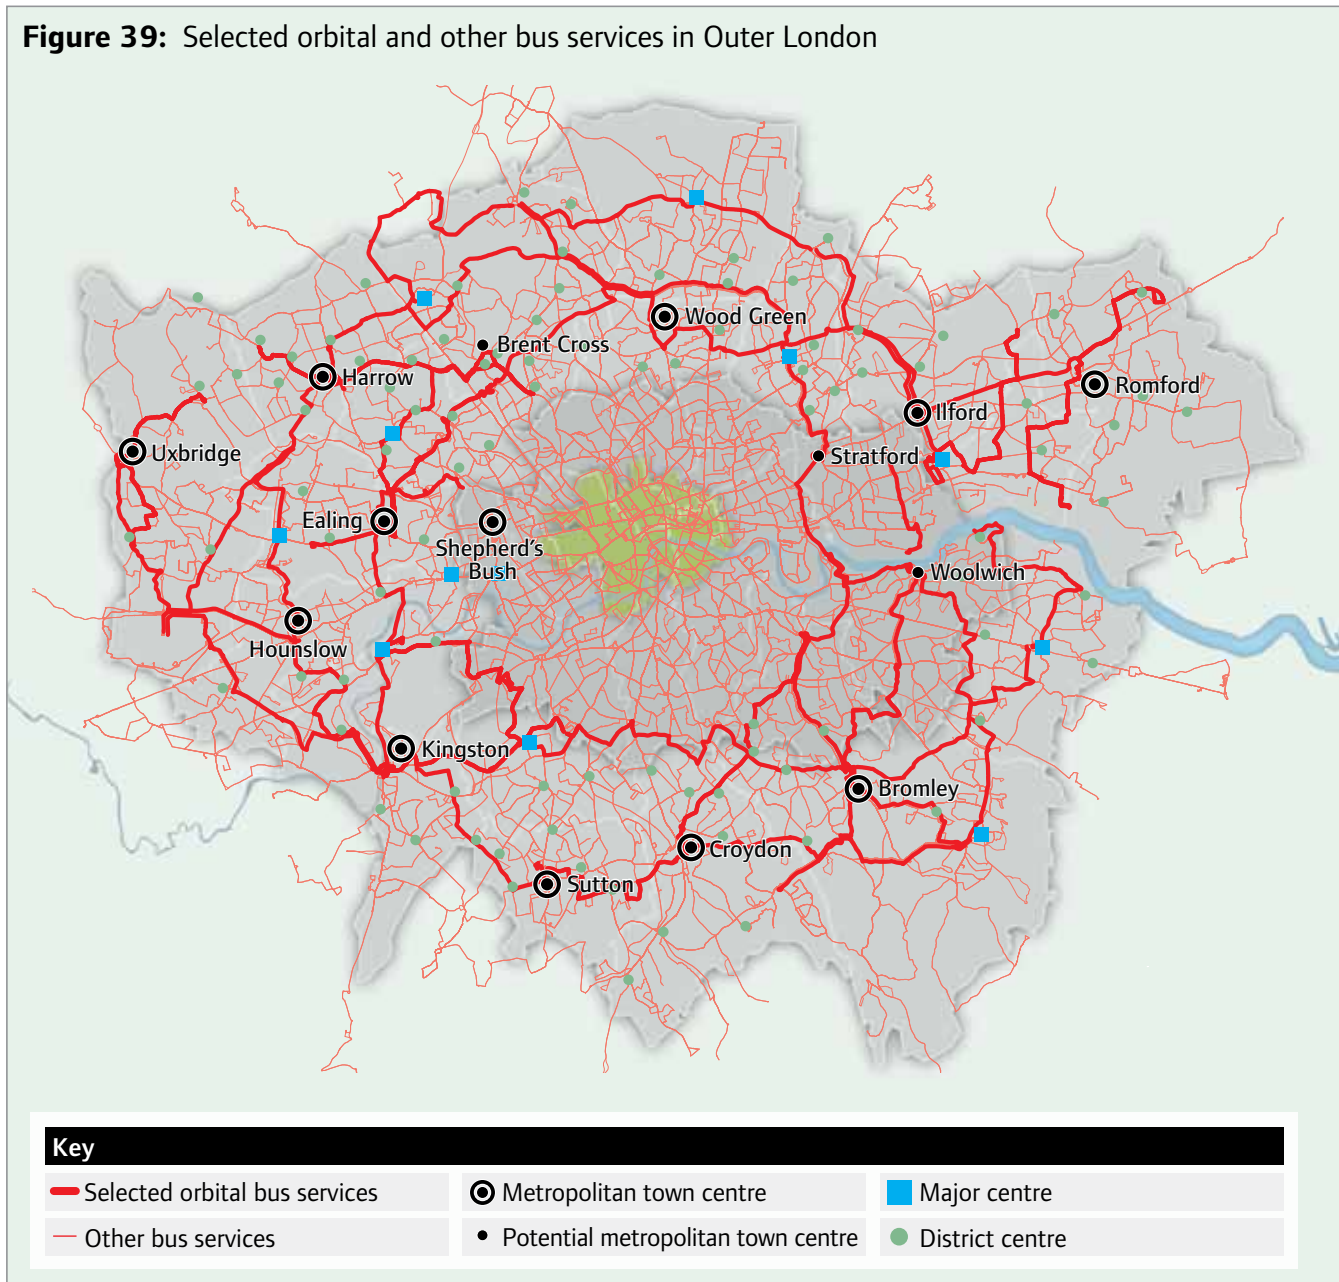 Figure 39: Selected orbital and other bus services in Outer London
Wood Green
Brent Cross
Harrow
Romford
Ilford
Uxbridge
Stratford
Ealing
Shepherd's
Bush
Woolwich
Hounslow
Kingston
Bromley
Croydon
Sutton
Key
Selected orbital bus services
Metropolitan town centre
Major centre
Other bus services
Potential metropolitan town centre
District centre